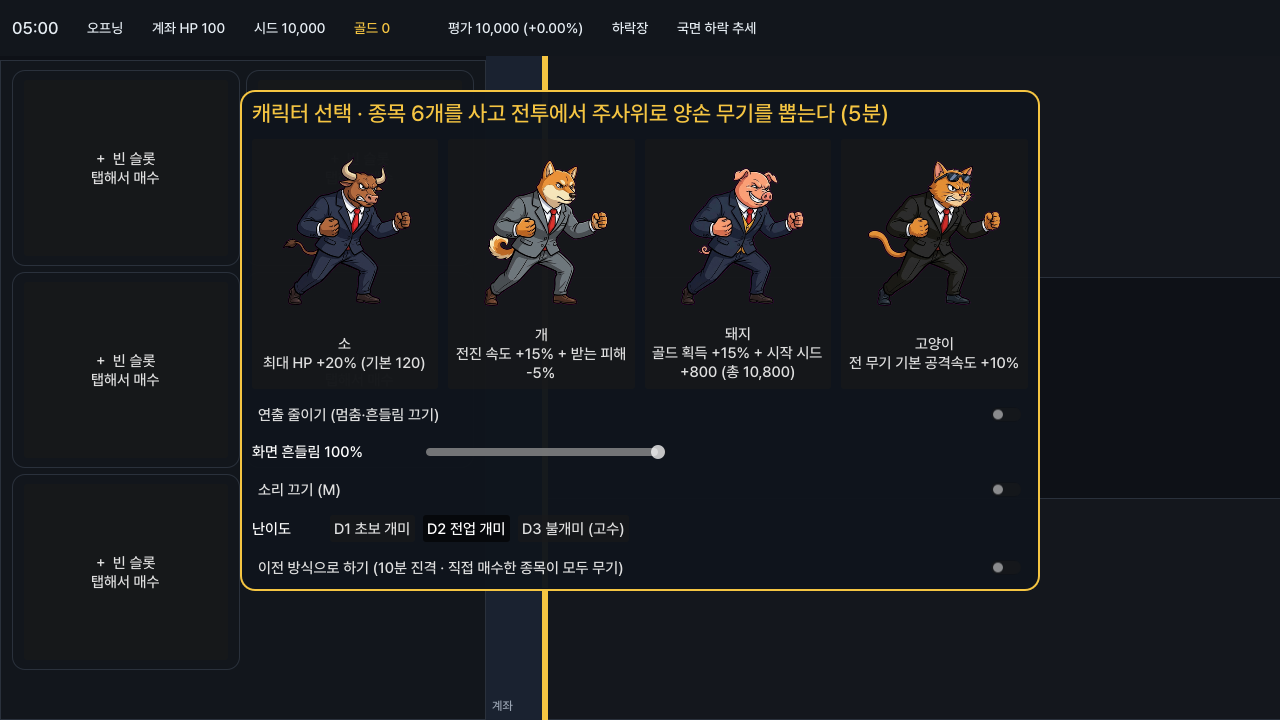 05:00 오프닝 계좌 HP 100 시드 10,000 골드 0 평가 10,000 (+0.00%) 하락장 국면 하락 추세
캐릭터 선택 · 종목 6개를 사고 전투에서 주사위로 양손 무기를 뽑는다 (5분)
+ 빈 슬롯
탭해서 매수
+ 빈 슬롯
탭해서 매수
+ 빈 슬롯
탭해서 매수
소
최대 HP +20% (기본 120)
개
전진 속도 +15% + 받는 피해
-5%
돼지
골드 획득 +15% + 시작 시드
+800 (총 10,800)
고양이
전 무기 기본 공격속도 +10%
연출 줄이기 (멈춤·흔들림 끄기)
화면 흔들림 100%
소리 끄기 (M)
난이도 D1 초보 개미 D2 전업 개미 D3 불개미 (고수)
이전 방식으로 하기 (10분 진격 · 직접 매수한 종목이 모두 무기)
계좌